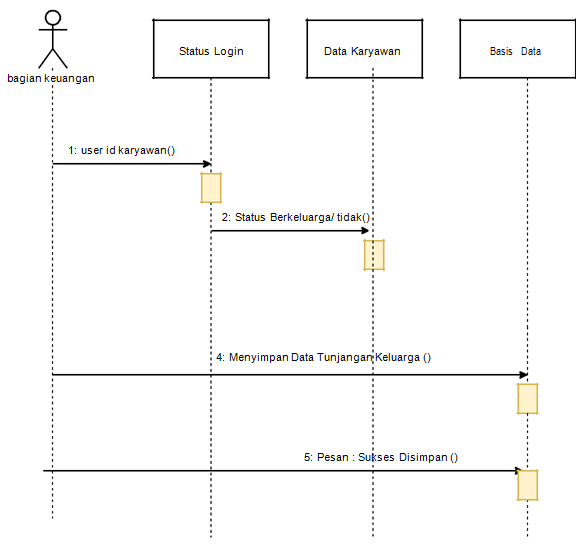 Status Login
Data Karyawan
Basis Data
bagian keuangan
1: user id karyawan()
2: Status Berkeluarga/ tidak()
4: Menyimpan Data Tunjangan Keluarga ()
5: Pesan : Sukses Disimpan ()